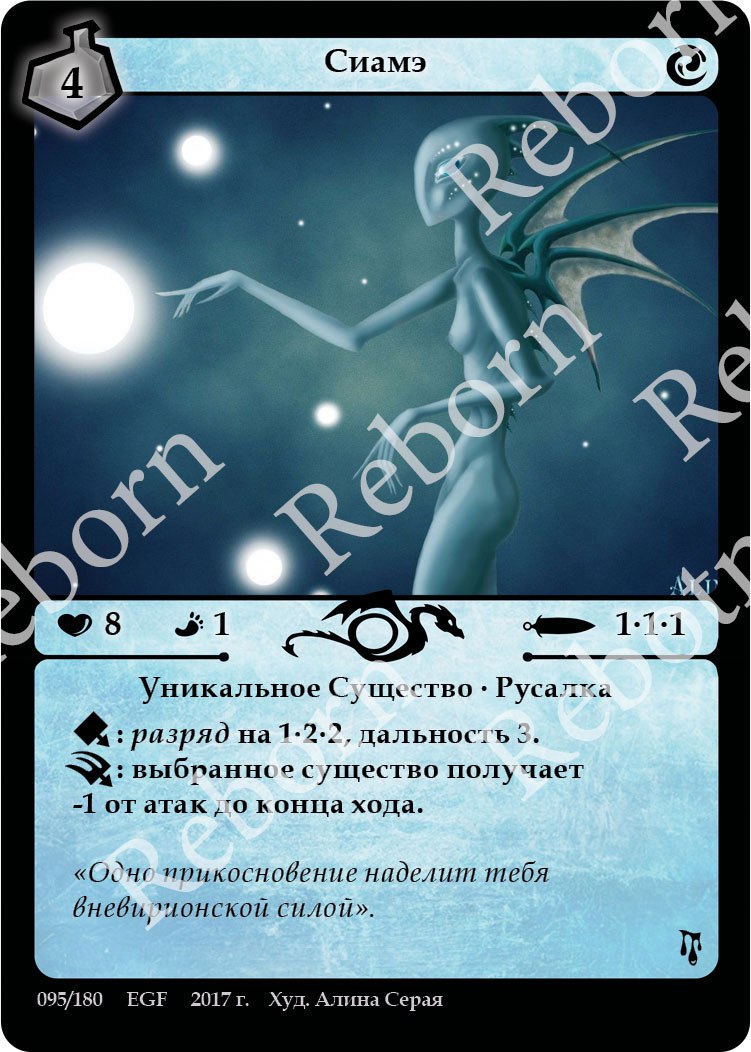 4
Сиамэ
8
1
1·1·1
Уникальное Существо · Русалка
: разряд на 1·2·2, дальность 3.
: выбранное существо получает
-1 от атак до конца хода.
«Одно прикосновение наделит тебя
вневирионской силой».
095/180 EGF 2017 г. Худ. Алина Серая
Reborn
Reborn
Reborn
Reborn
Reborn
Reborn